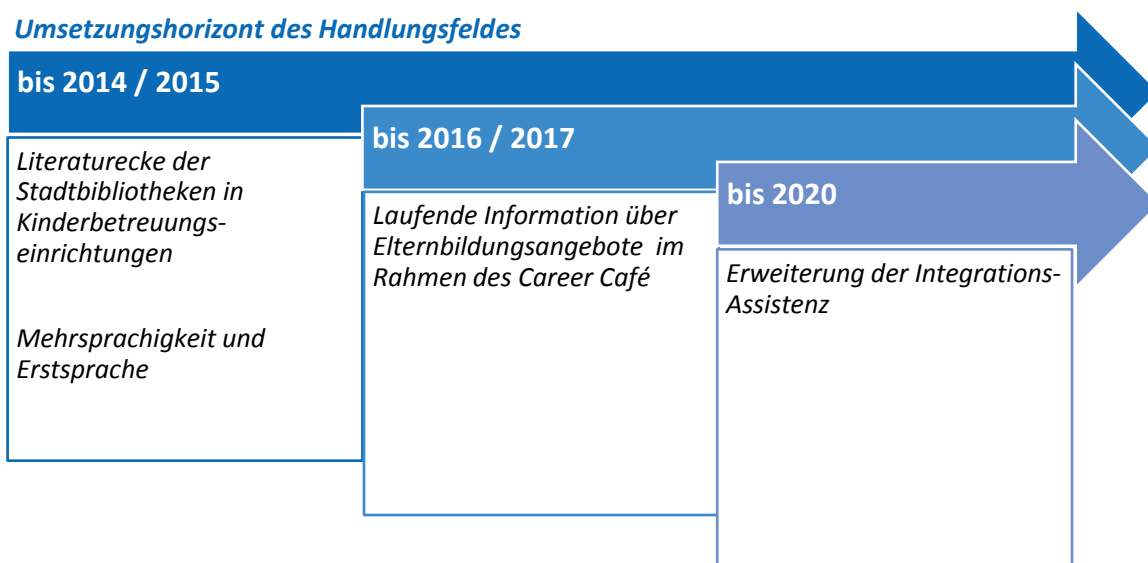 Umsetzungshorizont des Handlungsfeldes
bis 2014 / 2015
Literaturecke der
Stadtbibliotheken in
Kinderbetreuungs-
einrichtungen
Mehrsprachigkeit und
Erstsprache
bis 2016 / 2017
Laufende Information über
Elternbildungsangebote im
Rahmen des Career Café
bis 2020
Erweiterung der Integrations-
Assistenz